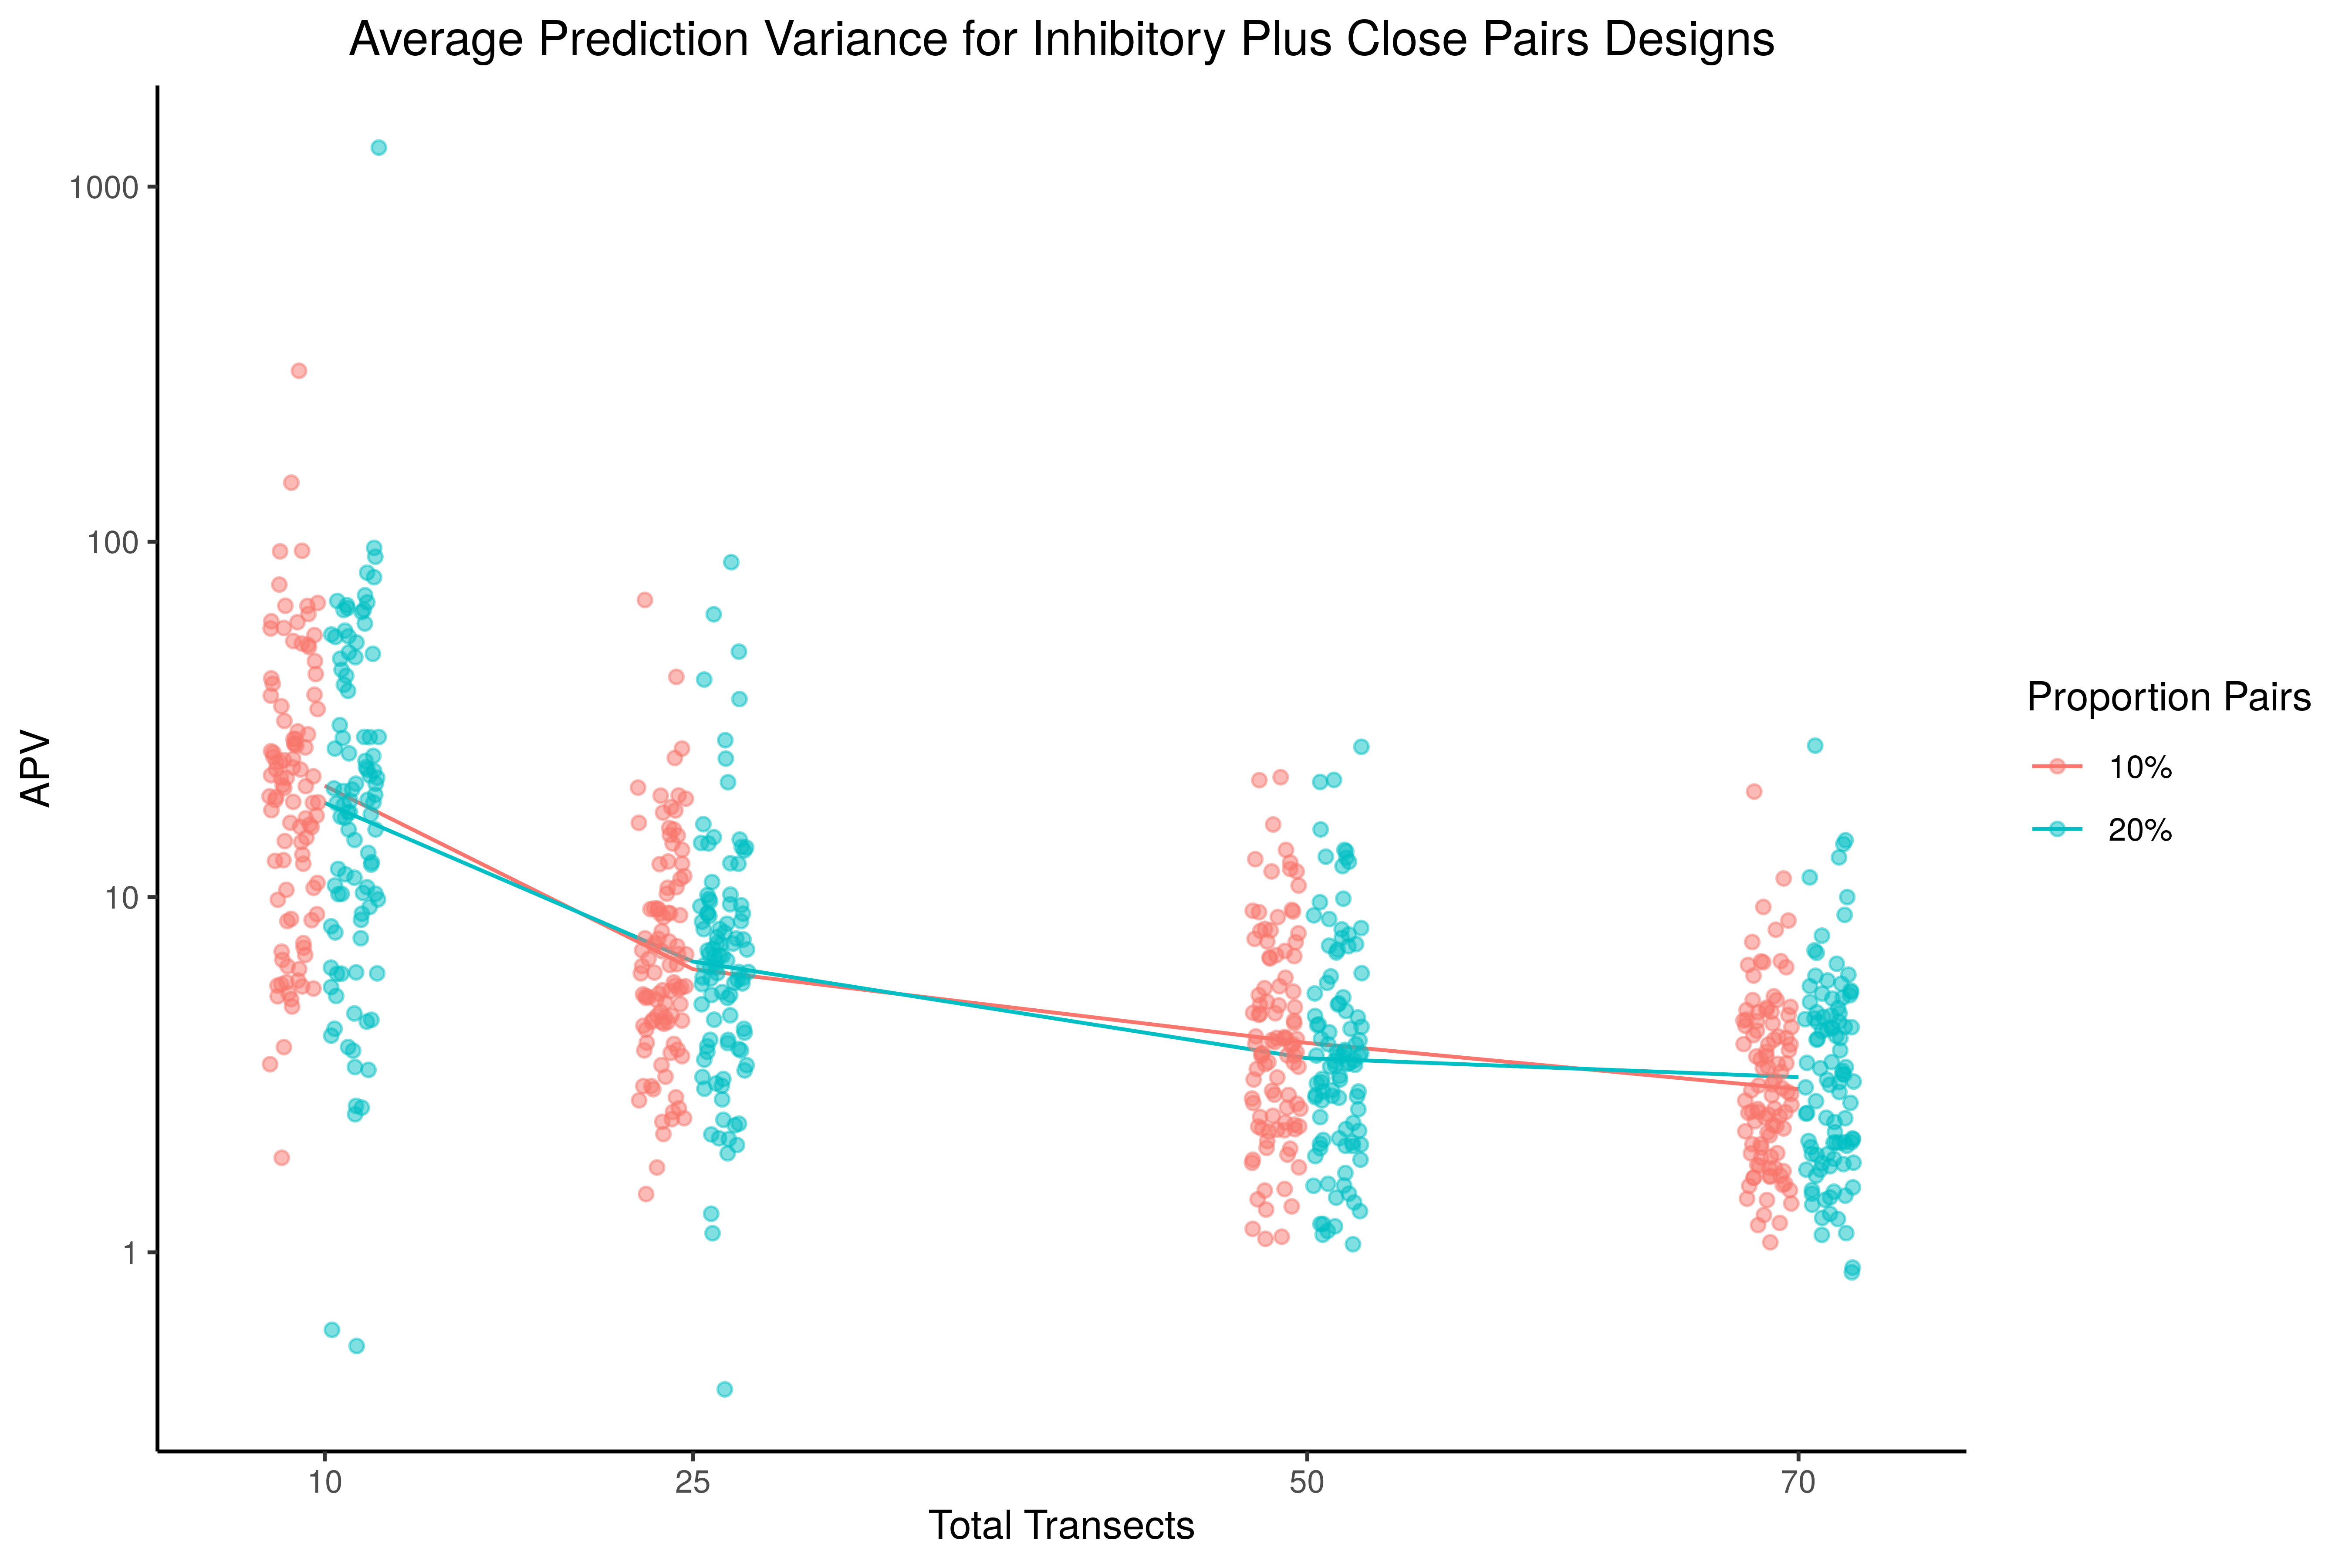 Average Prediction Variance for Inhibitory Plus Close Pairs Designs
APV
1000
100
10
1
10 25 50 70
Total Transects
Proportion Pairs
10%
20%